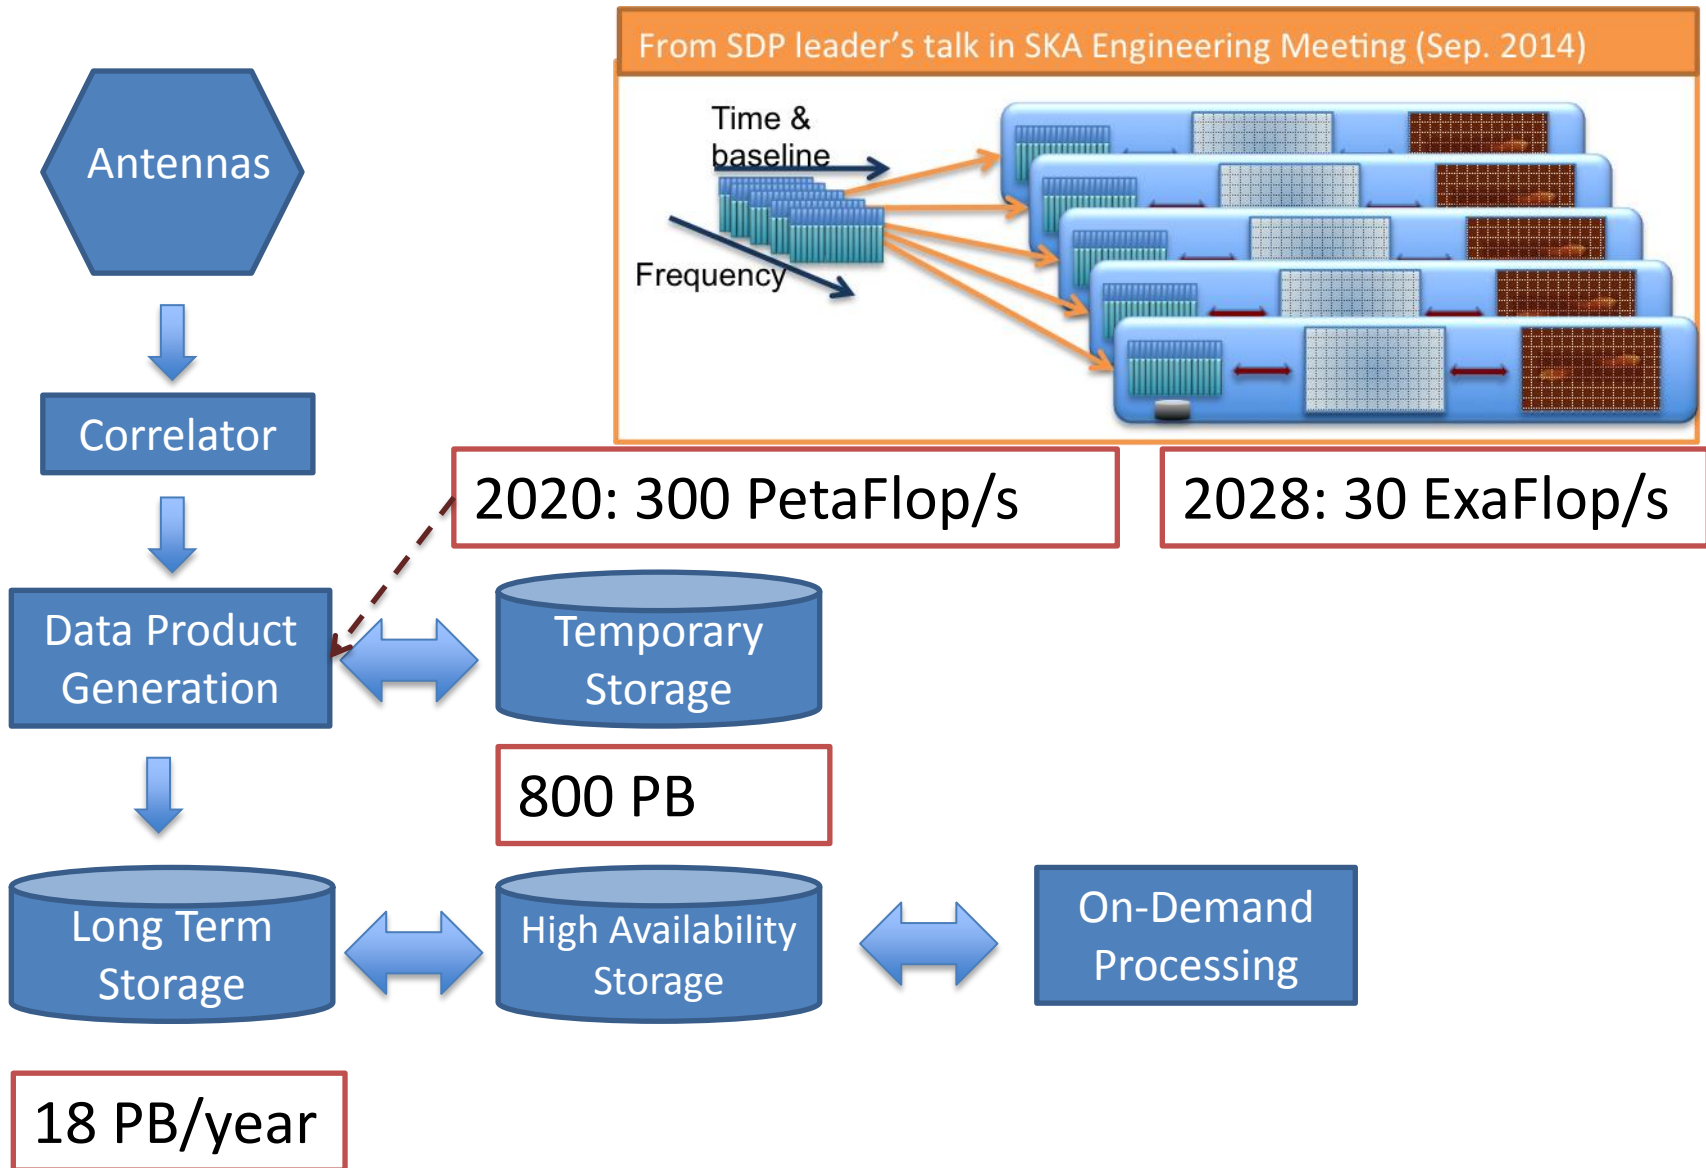 From SDP leader's talk in SKA Engineering Meeting (Sep. 2014)
Time &
baseline
Frequency
Antennas
Correlator
2020: 300 PetaFlop/s
2028: 30 ExaFlop/s
Data Product
Generation
Temporary
Storage
800 PB
Long Term
Storage
High Availability
Storage
On-Demand
Processing
18 PB/year